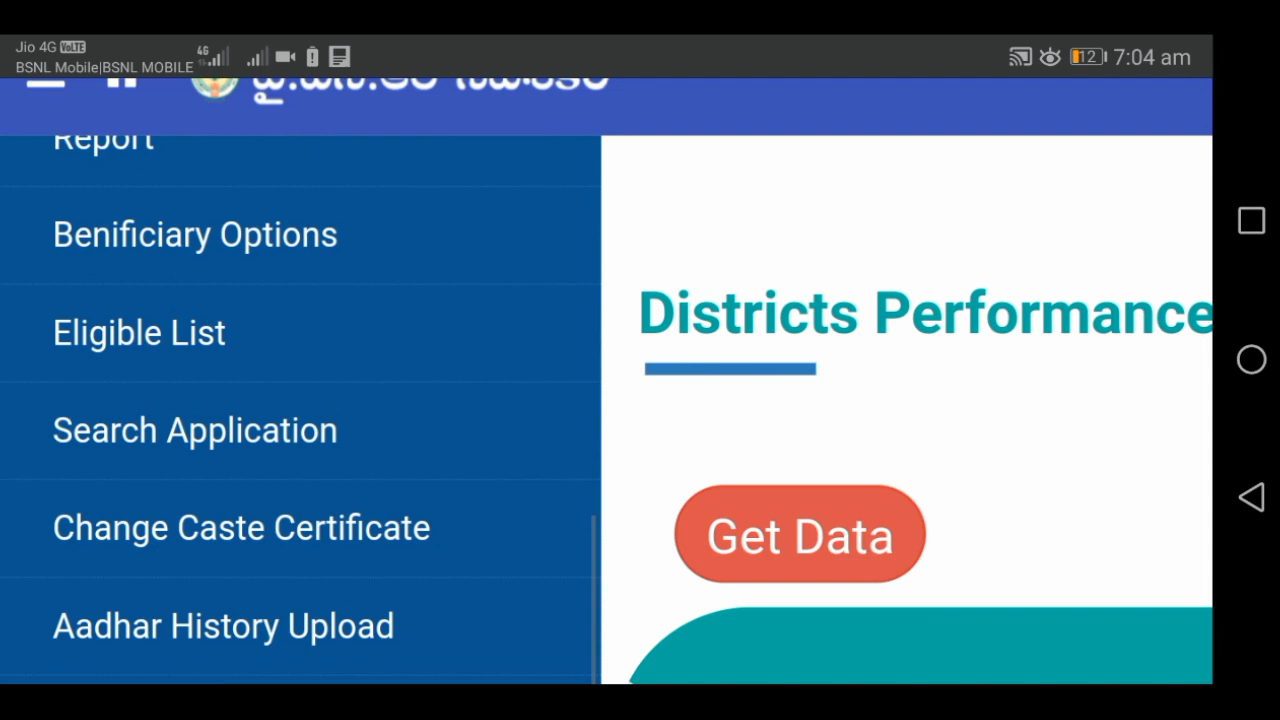 Jio 4G VoLTE
BSNL Mobile|BSNL MOBILE
4G
12
7:04 am
Report
Benificiary Options
Eligible List
Search Application
Change Caste Certificate
Aadhar History Upload
Districts Performance
Get Data